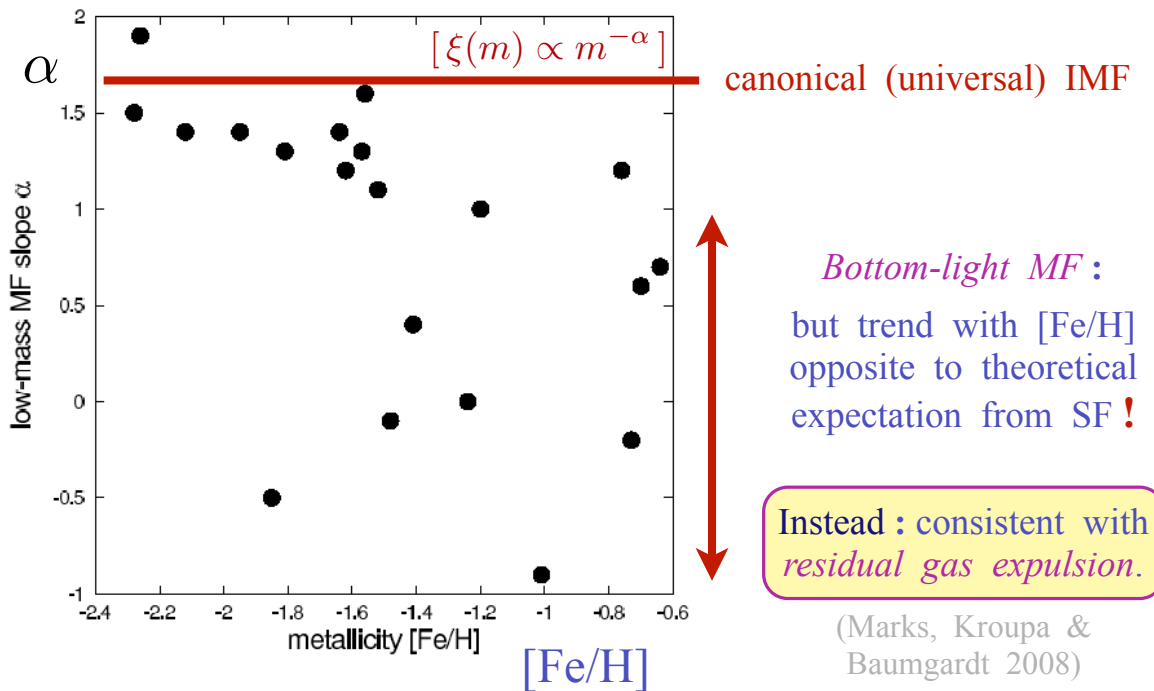 2
α
[ ξ(m) ∝ m^{-α} ]
canonical (universal) IMF
1.5
1
0.5
0
-0.5
-1
low-mass MF slope α
-2.4 -2.2 -2 -1.8 -1.6 -1.4 -1.2 -1 -0.8 -0.6
metallicity [Fe/H]
[Fe/H]
Bottom-light MF :
but trend with [Fe/H]
opposite to theoretical
expectation from SF !
Instead : consistent with
residual gas expulsion.
(Marks, Kroupa &
Baumgardt 2008)